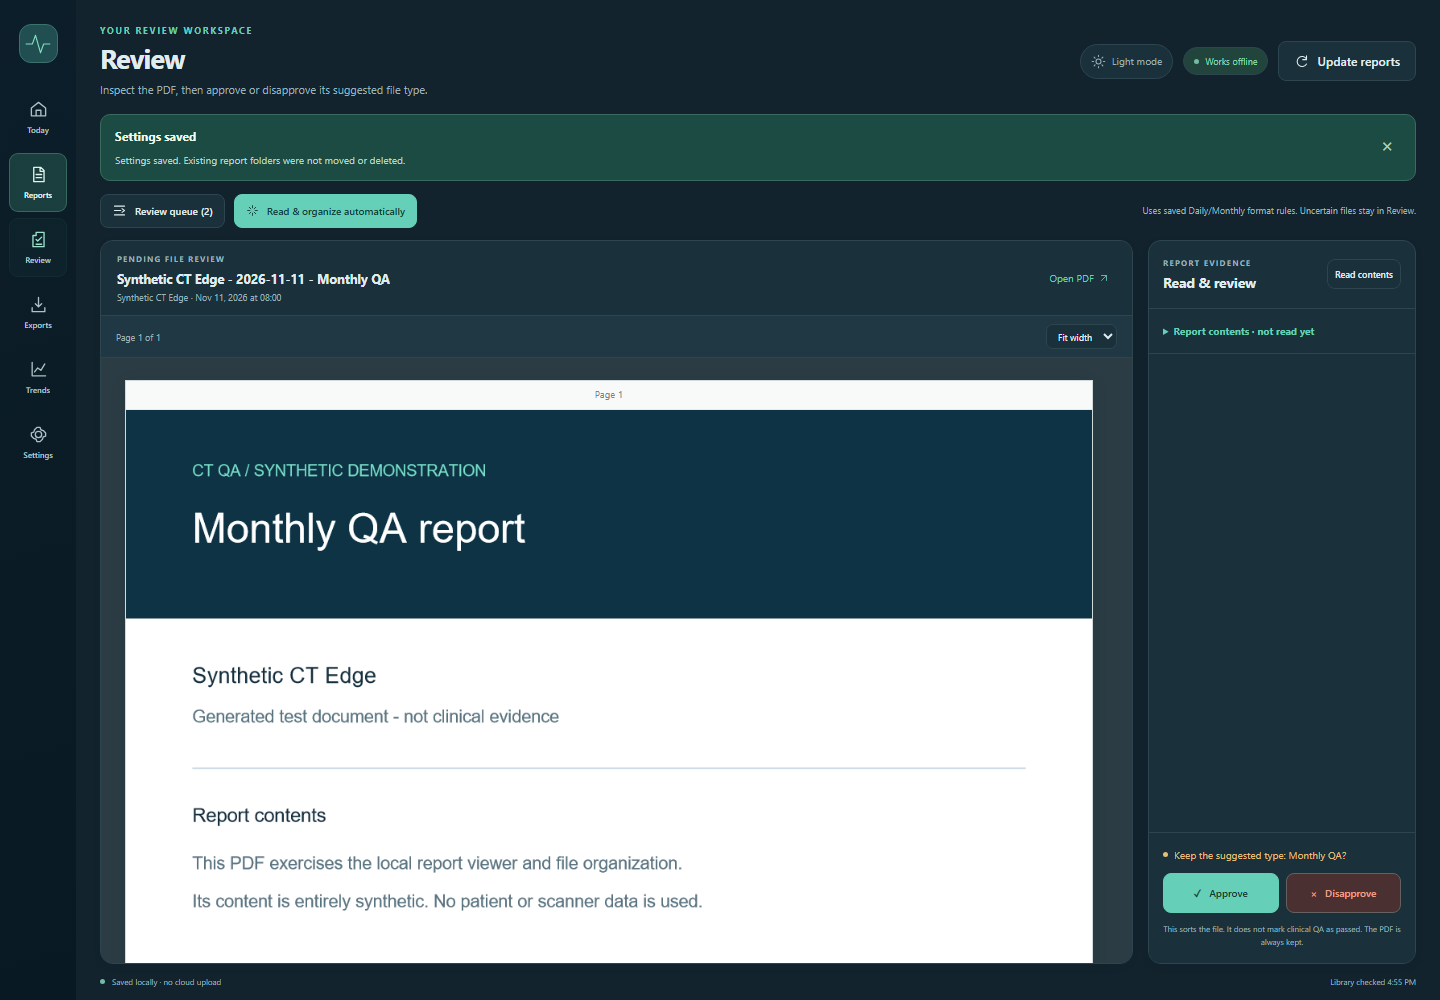 YOUR REVIEW WORKSPACE
Review
Inspect the PDF, then approve or disapprove its suggested file type.
Light mode
Works offline
Update reports
Today
Reports
Review
Exports
Trends
Settings
Settings saved
Settings saved. Existing report folders were not moved or deleted.
Review queue (2)
Read & organize automatically
Uses saved Daily/Monthly format rules. Uncertain files stay in Review.
PENDING FILE REVIEW
Synthetic CT Edge - 2026-11-11 - Monthly QA
Synthetic CT Edge · Nov 11, 2026 at 08:00
Open PDF
Page 1 of 1
Fit width
Page 1
CT QA / SYNTHETIC DEMONSTRATION
Monthly QA report
Synthetic CT Edge
Generated test document - not clinical evidence
Report contents
This PDF exercises the local report viewer and file organization.
Its content is entirely synthetic. No patient or scanner data is used.
REPORT EVIDENCE
Read & review
Read contents
Report contents · not read yet
Keep the suggested type: Monthly QA?
Approve
Disapprove
This sorts the file. It does not mark clinical QA as passed. The PDF is
always kept.
Saved locally · no cloud upload
Library checked 4:55 PM